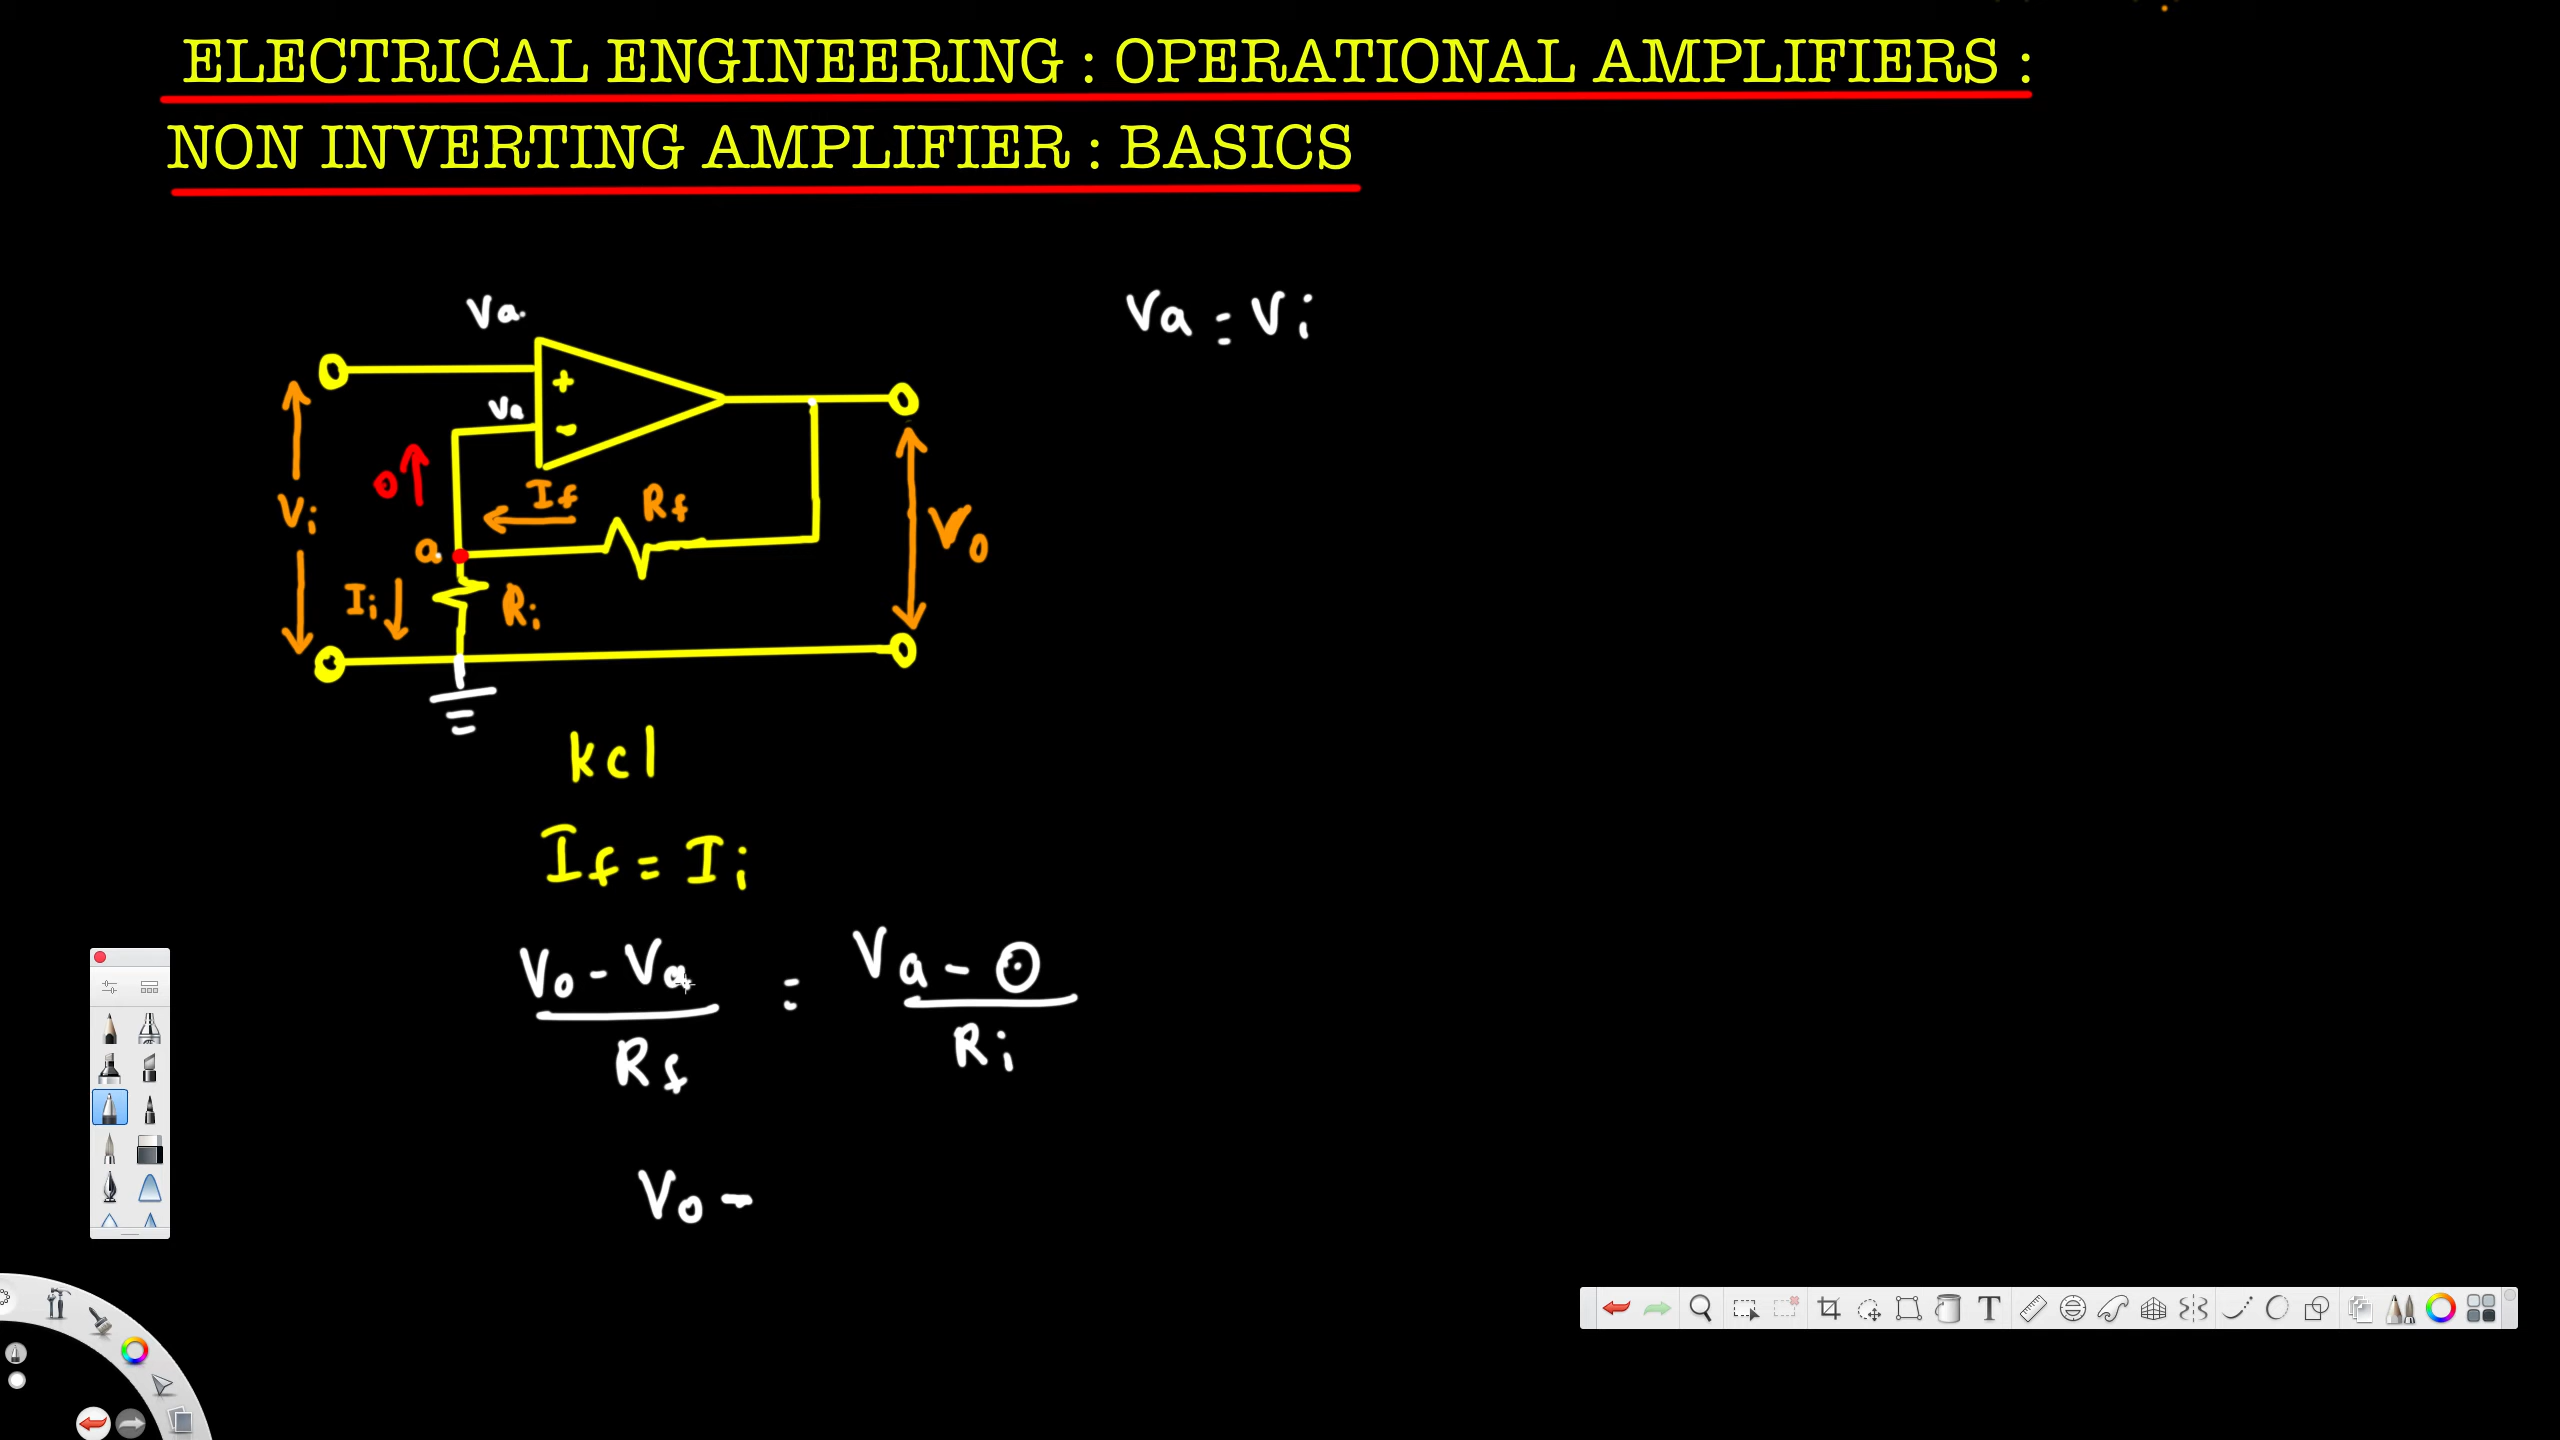 ELECTRICAL ENGINEERING : OPERATIONAL AMPLIFIERS :
NON INVERTING AMPLIFIER : BASICS
Va
Va = Vi
+
Va
-
0
If
Rf
Vi
Vo
a
Ii
Ri
kcl
If = Ii
Vo - Va = Va - 0
Rf Ri
Vo -
T